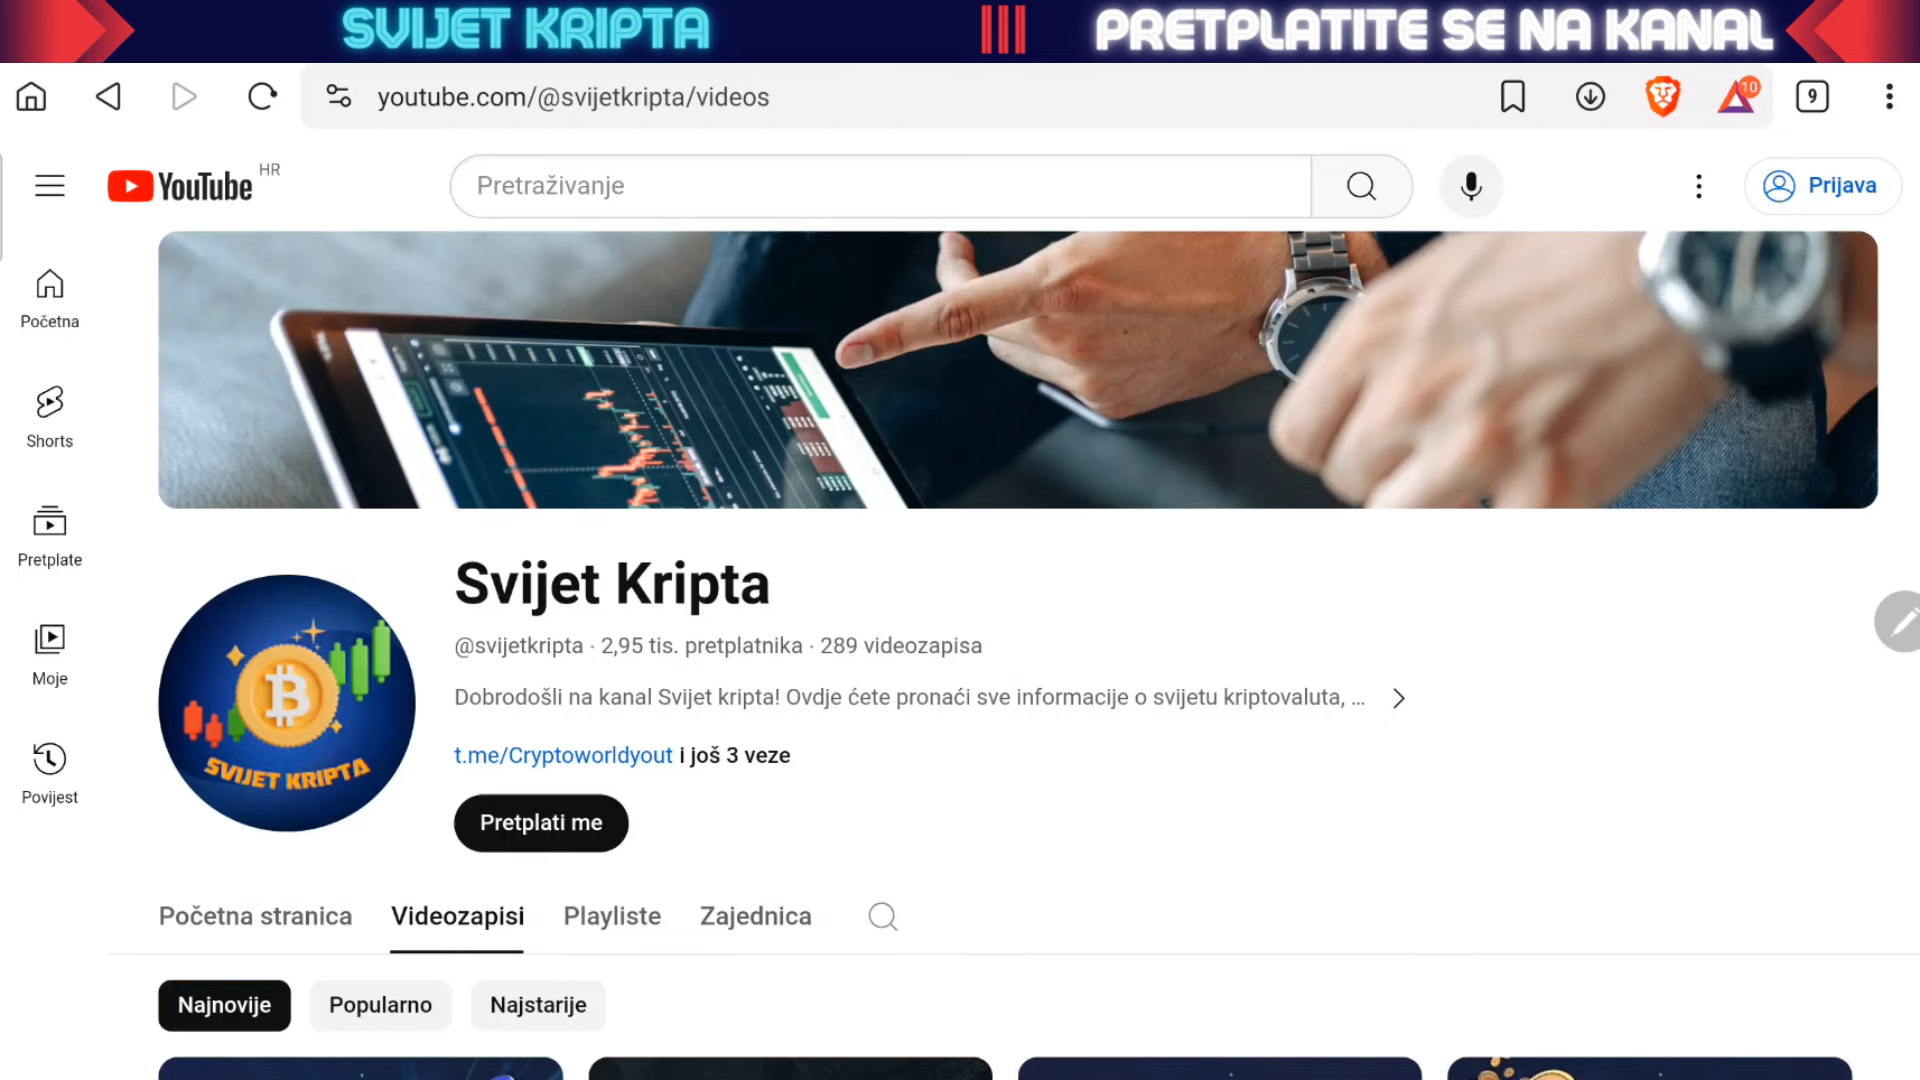 SVIJET KRIPTA
PRETPLATITE SE NA KANAL
youtube.com/@svijetkripta/videos
10
9
YouTube HR
Pretraživanje
Prijava
Početna
Shorts
Pretplate
Moje
Povijest
SVIJET KRIPTA
Svijet Kripta
@svijetkripta · 2,95 tis. pretplatnika · 289 videozapisa
Dobrodošli na kanal Svijet kripta! Ovdje ćete pronaći sve informacije o svijetu kriptovaluta, ...
t.me/Cryptoworldyout i još 3 veze
Pretplati me
Početna stranica
Videozapisi
Playliste
Zajednica
Najnovije
Popularno
Najstarije